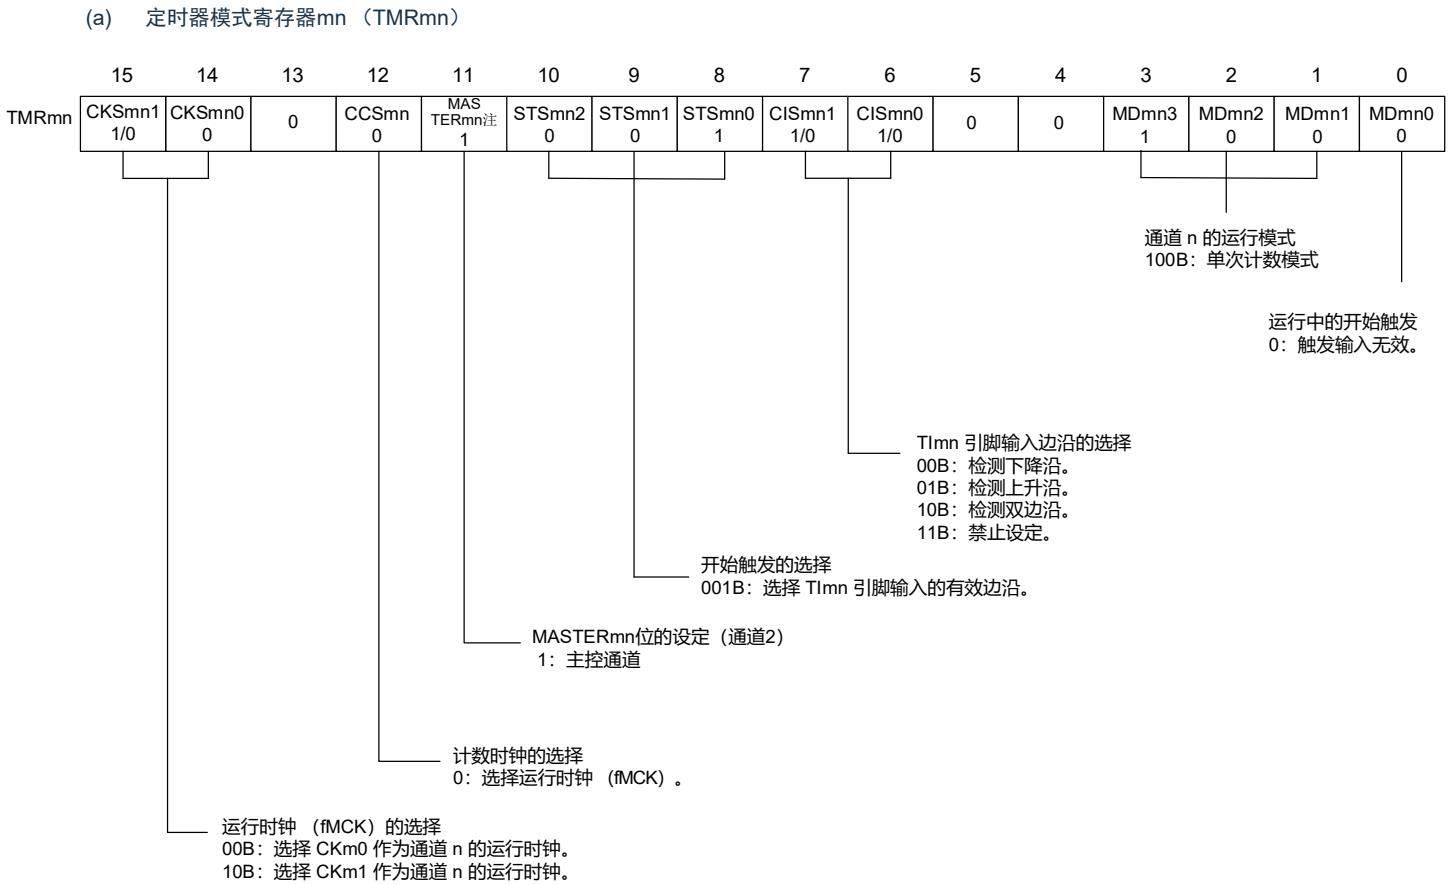 (a) 定时器模式寄存器mn （TMRmn）
15 14 13 12 11 10 9 8 7 6 5 4 3 2 1 0
TMRmn CKSmn1 CKSmn0 0 CCSmn MAS STSmn2 STSmn1 STSmn0 CISmn1 CISmn0 0 0 MDmn3 MDmn2 MDmn1 MDmn0
TERmn注
1/0 0 0 1 0 0 1 1/0 1/0 1 0 0 0
通道 n 的运行模式
100B：单次计数模式
运行中的开始触发
0：触发输入无效。
TImn 引脚输入边沿的选择
00B：检测下降沿。
01B：检测上升沿。
10B：检测双边沿。
11B：禁止设定。
开始触发的选择
001B：选择 TImn 引脚输入的有效边沿。
MASTERmn位的设定（通道2）
1：主控通道
计数时钟的选择
0：选择运行时钟 （fMCK）.
运行时钟 （fMCK）的选择
00B：选择 CKm0 作为通道 n 的运行时钟。
10B：选择 CKm1 作为通道 n 的运行时钟。